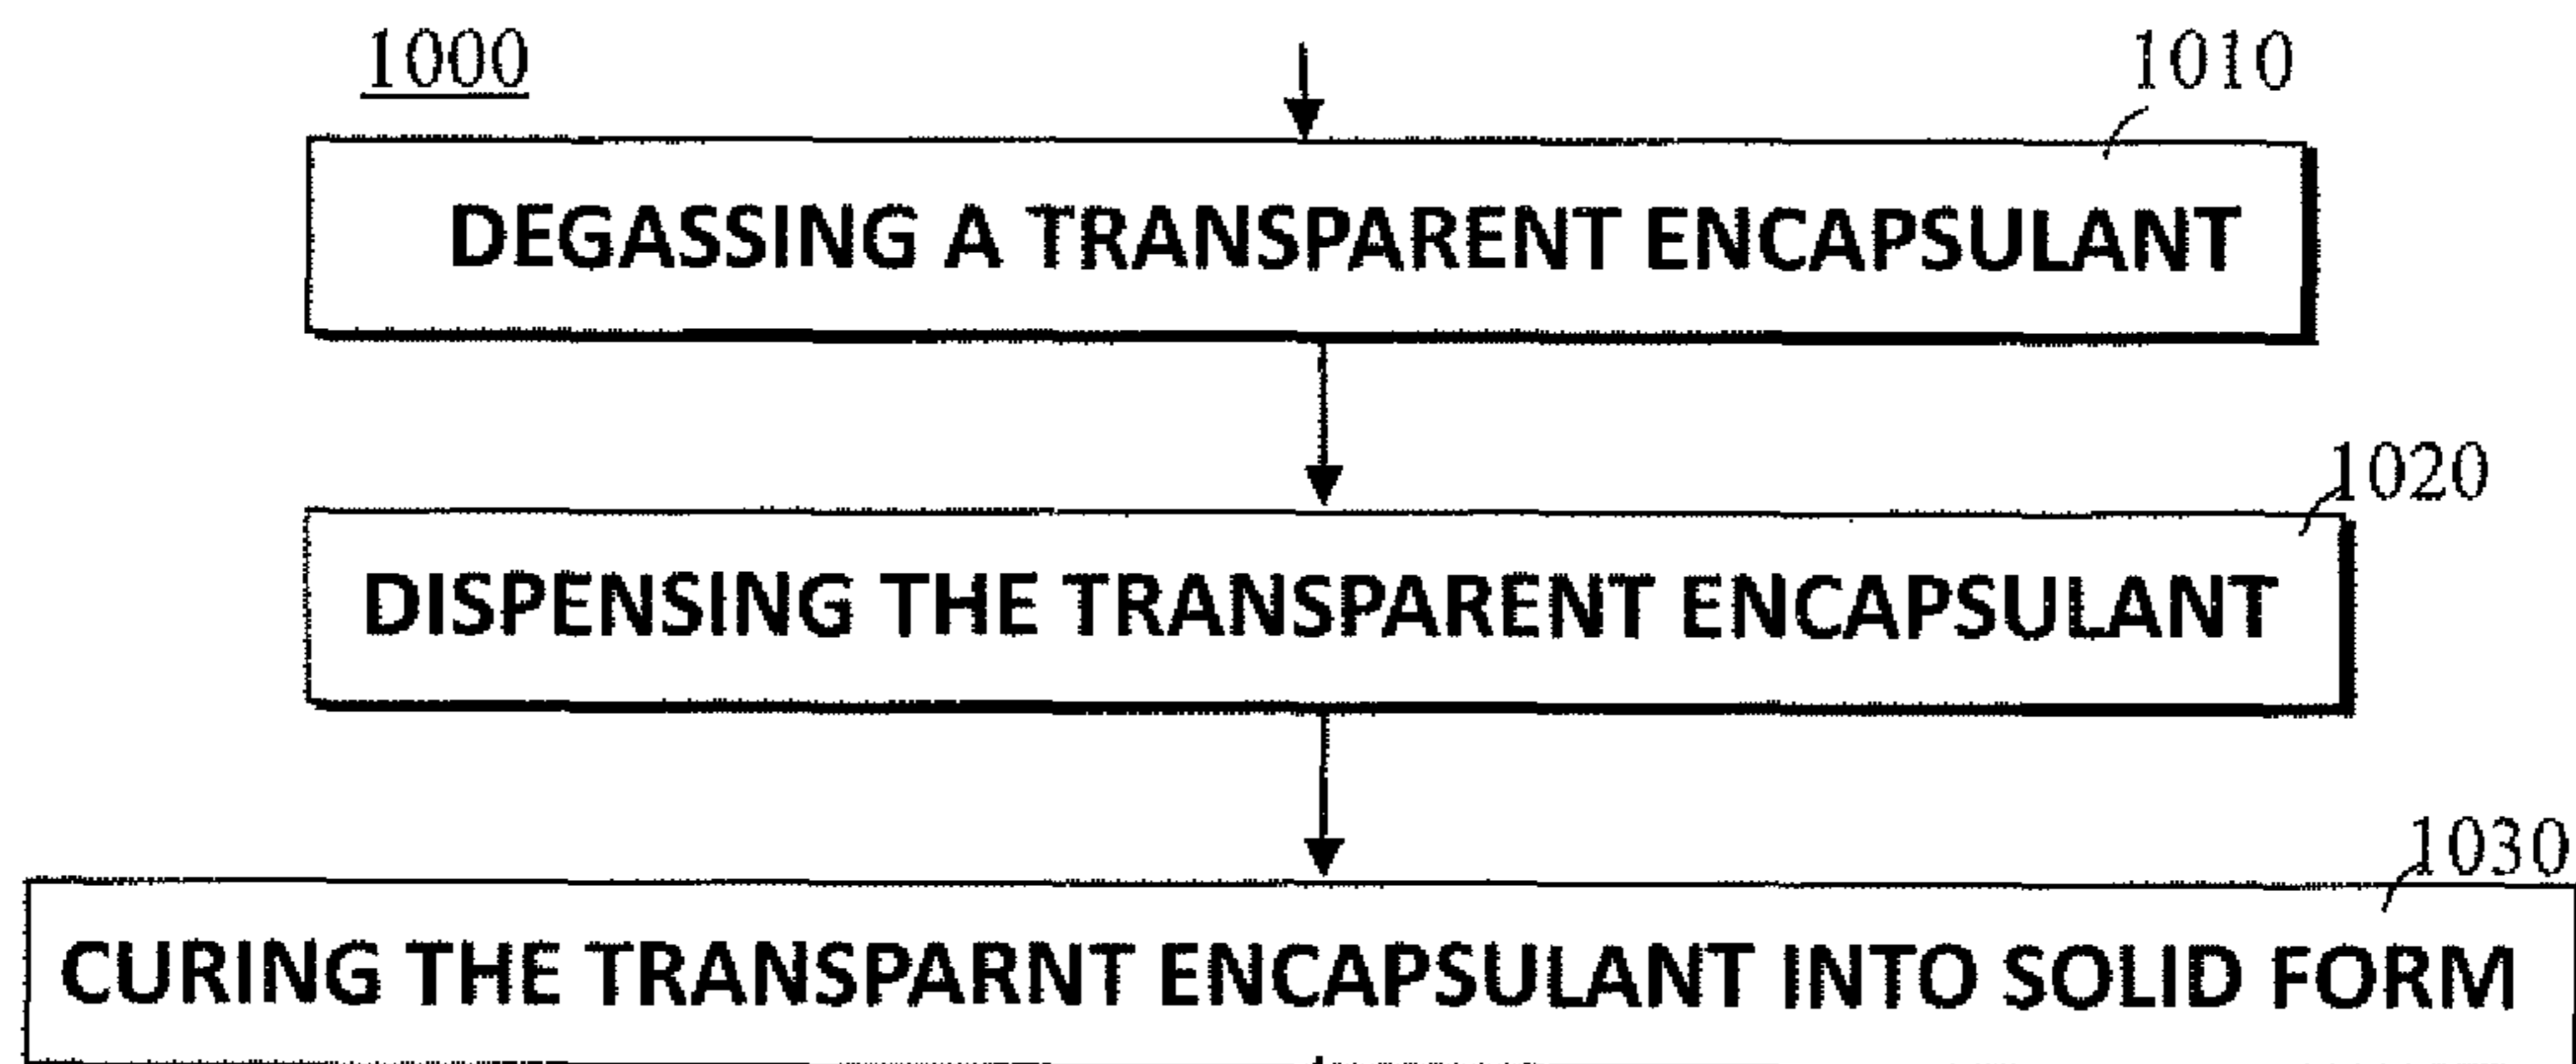 1000
1010
DEGASSING A TRANSPARENT ENCAPSULANT
1020
DISPENSING THE TRANSPARENT ENCAPSULANT
1030
CURING THE TRANSPARNT ENCAPSULANT INTO SOLID FORM